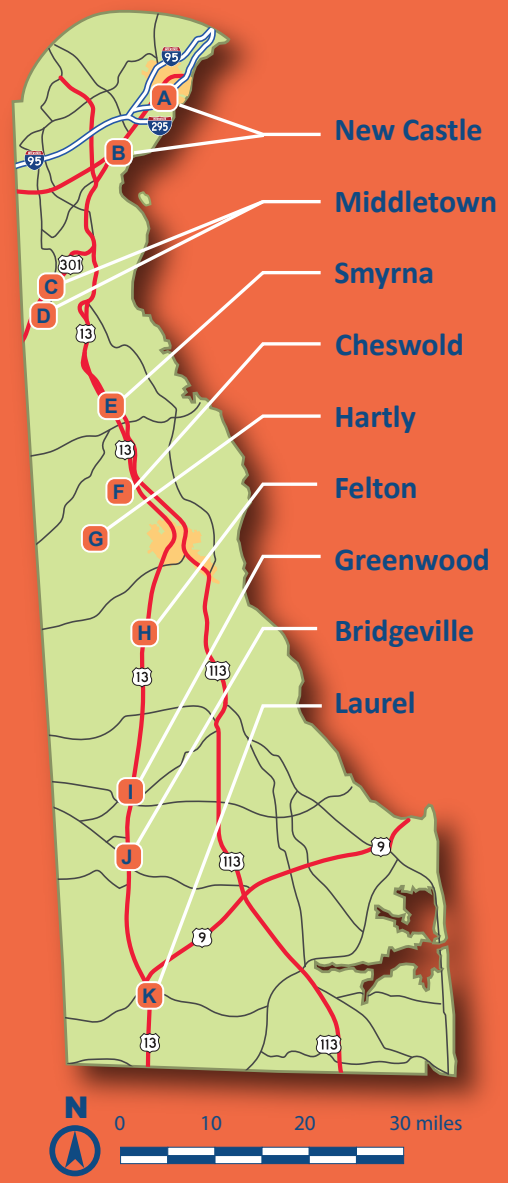 95
A
295
New Castle
B
95
Middletown
301
C
Smyrna
D
13
Cheswold
E
Hartly
13
F
Felton
G
Greenwood
H
Bridgeville
113
13
Laurel
I
9
J
113
9
K
13
113
N
0 10 20 30 miles